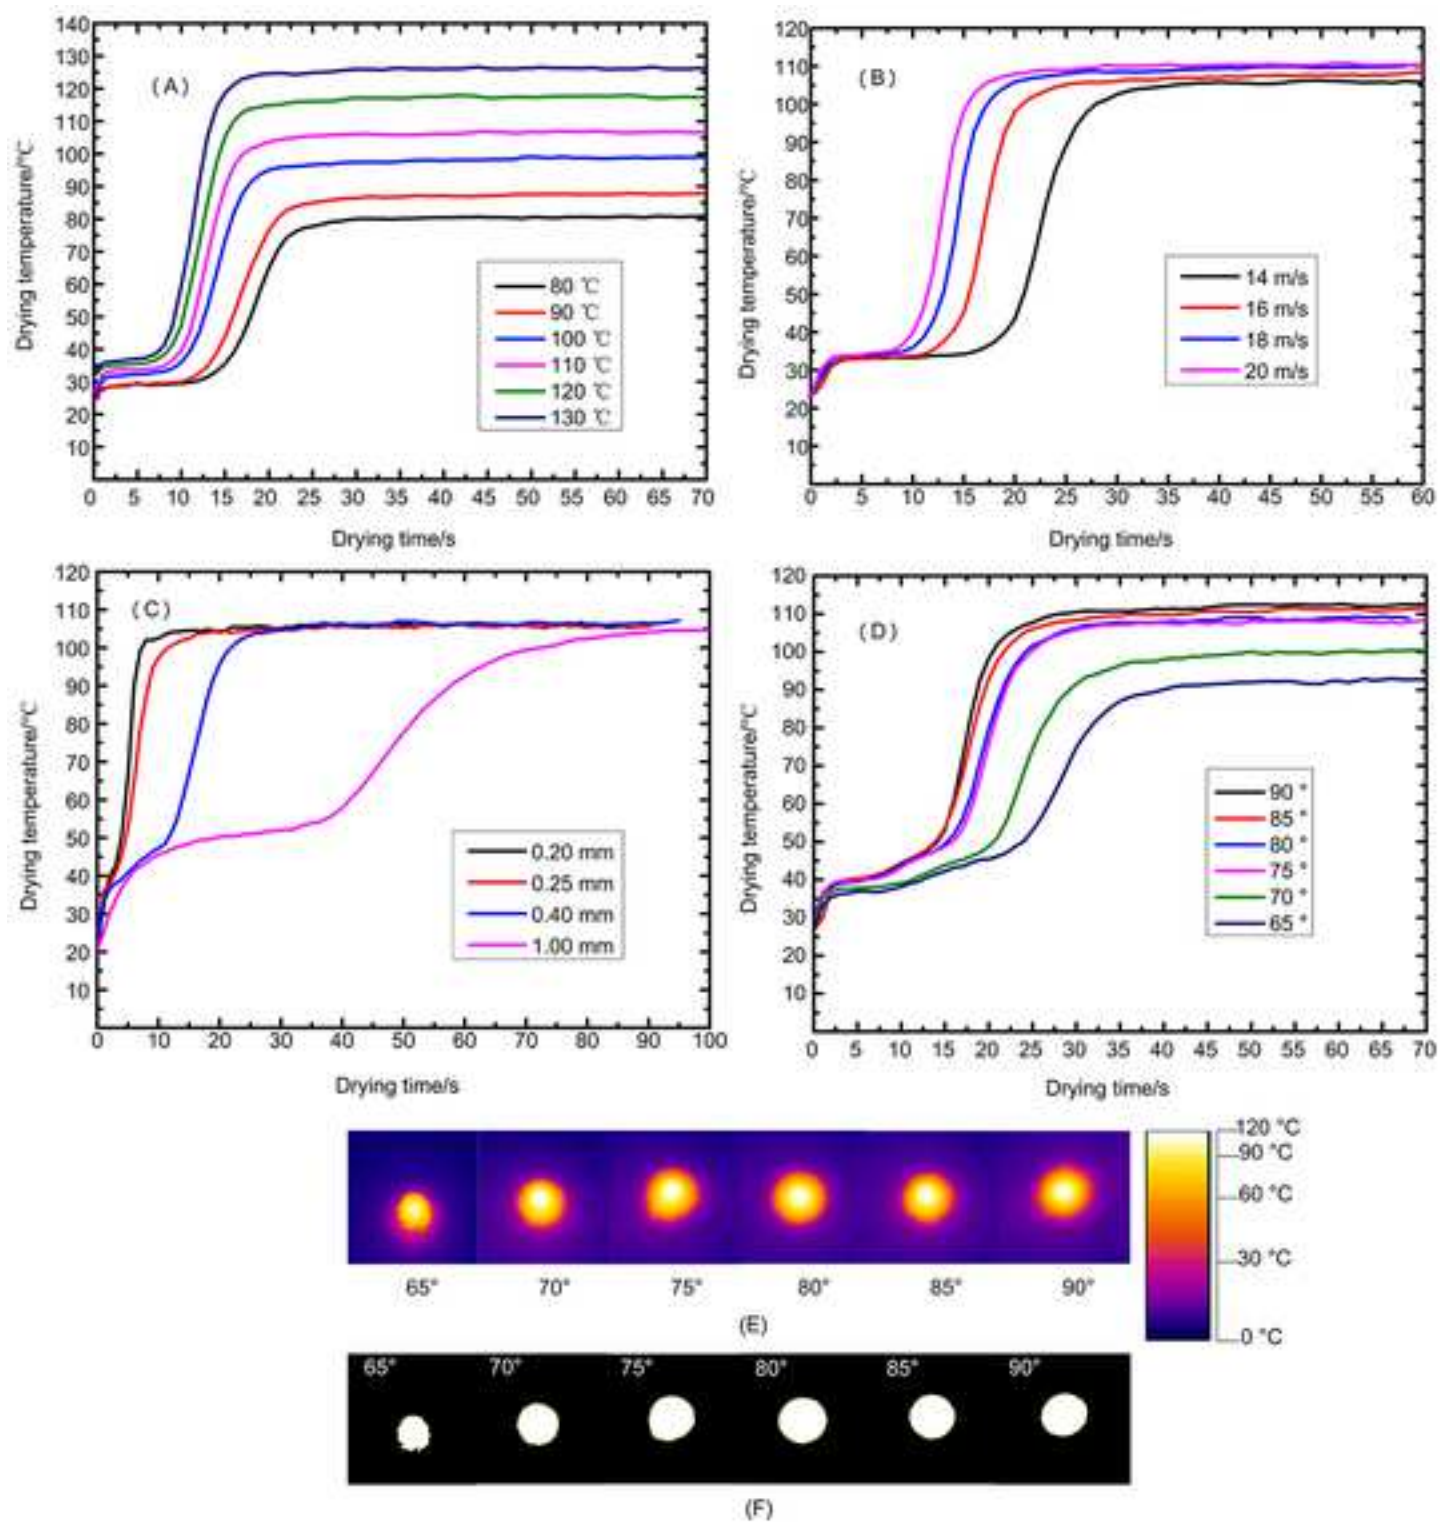 (A)
140
130
120
110
100
90
80
70
60
50
40
30
20
10
Drying temperature/℃
80 ℃
90 ℃
100 ℃
110 ℃
120 ℃
130 ℃
0 5 10 15 20 25 30 35 40 45 50 55 60 65 70
Drying time/s
(B)
120
110
100
90
80
70
60
50
40
30
20
10
Drying temperature/℃
14 m/s
16 m/s
18 m/s
20 m/s
0 5 10 15 20 25 30 35 40 45 50 55 60
Drying time/s
(C)
120
110
100
90
80
70
60
50
40
30
20
10
Drying temperature/℃
0.20 mm
0.25 mm
0.40 mm
1.00 mm
0 10 20 30 40 50 60 70 80 90 100
Drying time/s
(D)
120
110
100
90
80
70
60
50
40
30
20
10
Drying temperature/℃
90 °
85 °
80 °
75 °
70 °
65 °
0 5 10 15 20 25 30 35 40 45 50 55 60 65 70
Drying time/s
120 °C
90 °C
60 °C
30 °C
0 °C
65° 70° 75° 80° 85° 90°
(E)
65° 70° 75° 80° 85° 90°
(F)